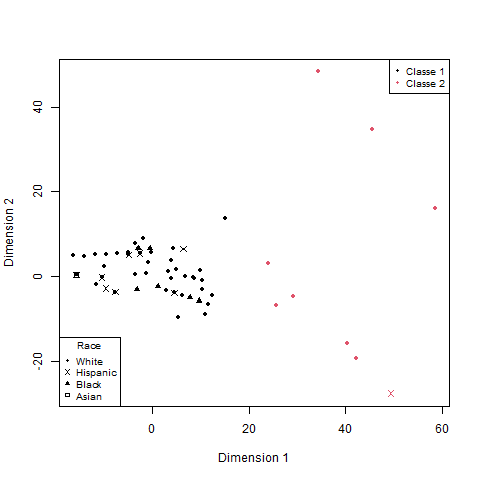 Classe 1
Classe 2
Dimension 2
40
20
0
-20
Race
White
Hispanic
Black
Asian
0
20
40
60
Dimension 1